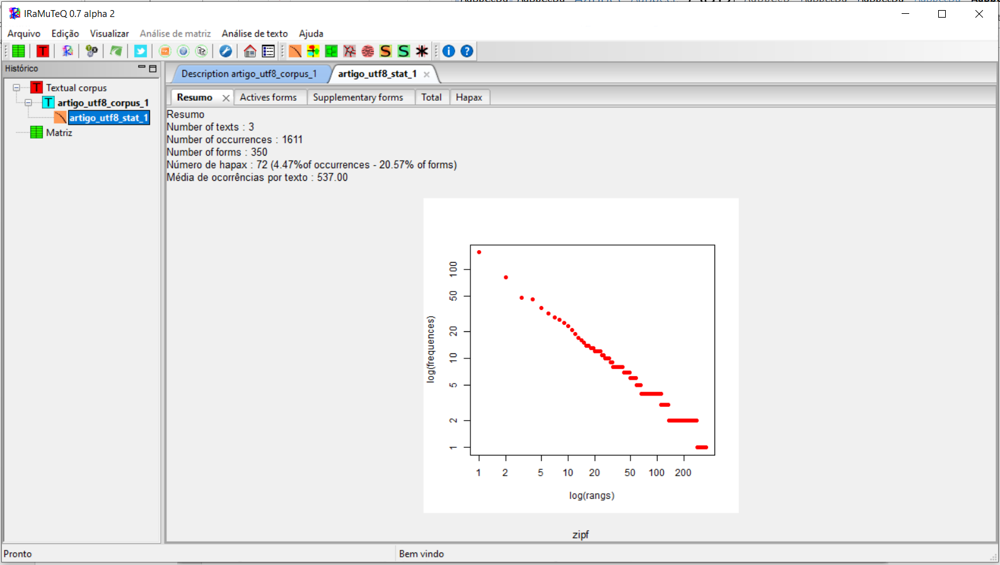 IRaMuTeQ 0.7 alpha 2
Arquivo Edição Visualizar Análise de matriz Análise de texto Ajuda
Histórico
Textual corpus
artigo_utf8_corpus_1
artigo_utf8_stat_1
Matriz
Description artigo_utf8_corpus_1 artigo_utf8_stat_1
Resumo Actives forms Supplementary forms Total Hapax
Resumo
Number of texts : 3
Number of occurrences : 1611
Number of forms : 350
Número de hapax : 72 (4.47%of occurrences - 20.57% of forms)
Média de ocorrências por texto : 537.00
log(frequences)
100
50
20
10
5
2
1
1 2 5 10 20 50 100 200
log(rangs)
zipf
Pronto Bem vindo